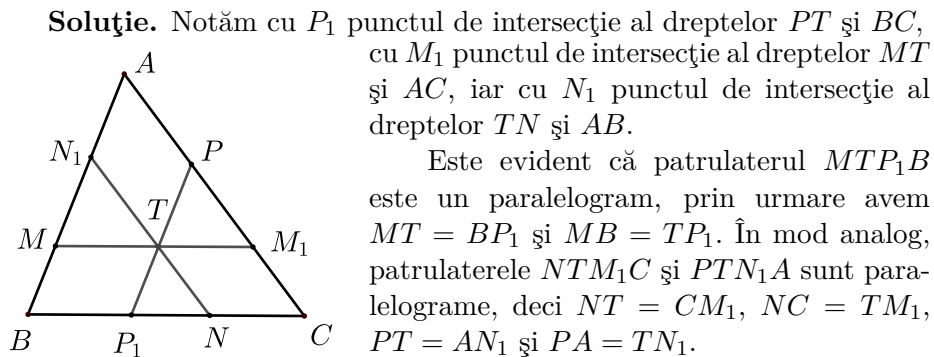 Soluţie. Notăm cu P₁ punctul de intersecţie al dreptelor PT şi BC,
cu M₁ punctul de intersecţie al dreptelor MT
şi AC, iar cu N₁ punctul de intersecţie al
dreptelor TN şi AB.
Este evident că patrulaterul MTP₁B
este un paralelogram, prin urmare avem
MT = BP₁ şi MB = TP₁. În mod analog,
patrulaterele NTM₁C şi PTN₁A sunt para-
lelograme, deci NT = CM₁, NC = TM₁,
PT = AN₁ şi PA = TN₁.
A
N₁
P
T
M
M₁
B
P₁
N
C